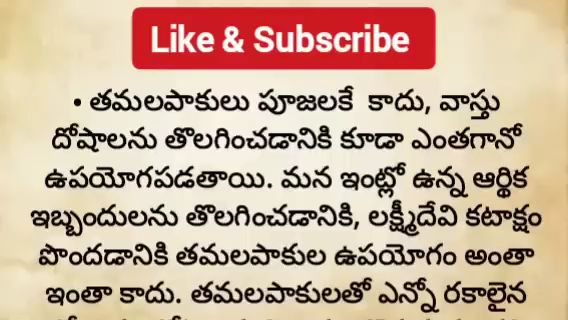 Like & Subscribe
• తమలపాకులు పూజలకే కాదు, వాస్తు
దోషాలను తొలగించడానికి కూడా ఎంతగానో
ఉపయోగపడతాయి. మన ఇంట్లో ఉన్న ఆర్థిక
ఇబ్బందులను తొలగించడానికి, లక్ష్మీదేవి కటాక్షం
పొందడానికి తమలపాకుల ఉపయోగం అంతా
ఇంతా కాదు. తమలపాకులతో ఎన్నో రకాలైన